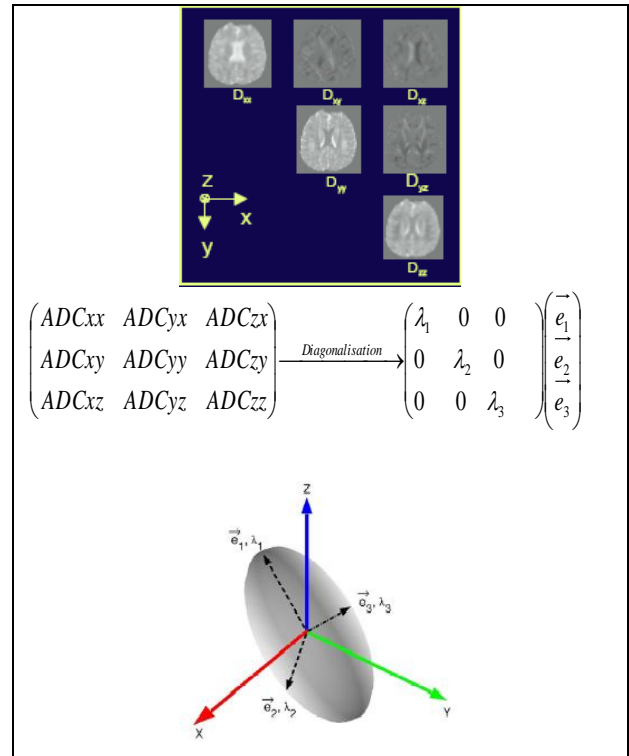 Dxx Dxy Dxz
Dyy Dyz
z
x
y
Dzz
ADCxx ADCyx ADCzx
ADCxy ADCyy ADCzy
ADCxz ADCyz ADCzz
Diagonalisation
λ1 0 0
0 λ2 0
0 0 λ3
e1
e2
e3
Z
e1, λ1
e3, λ3
e2, λ2
X
Y